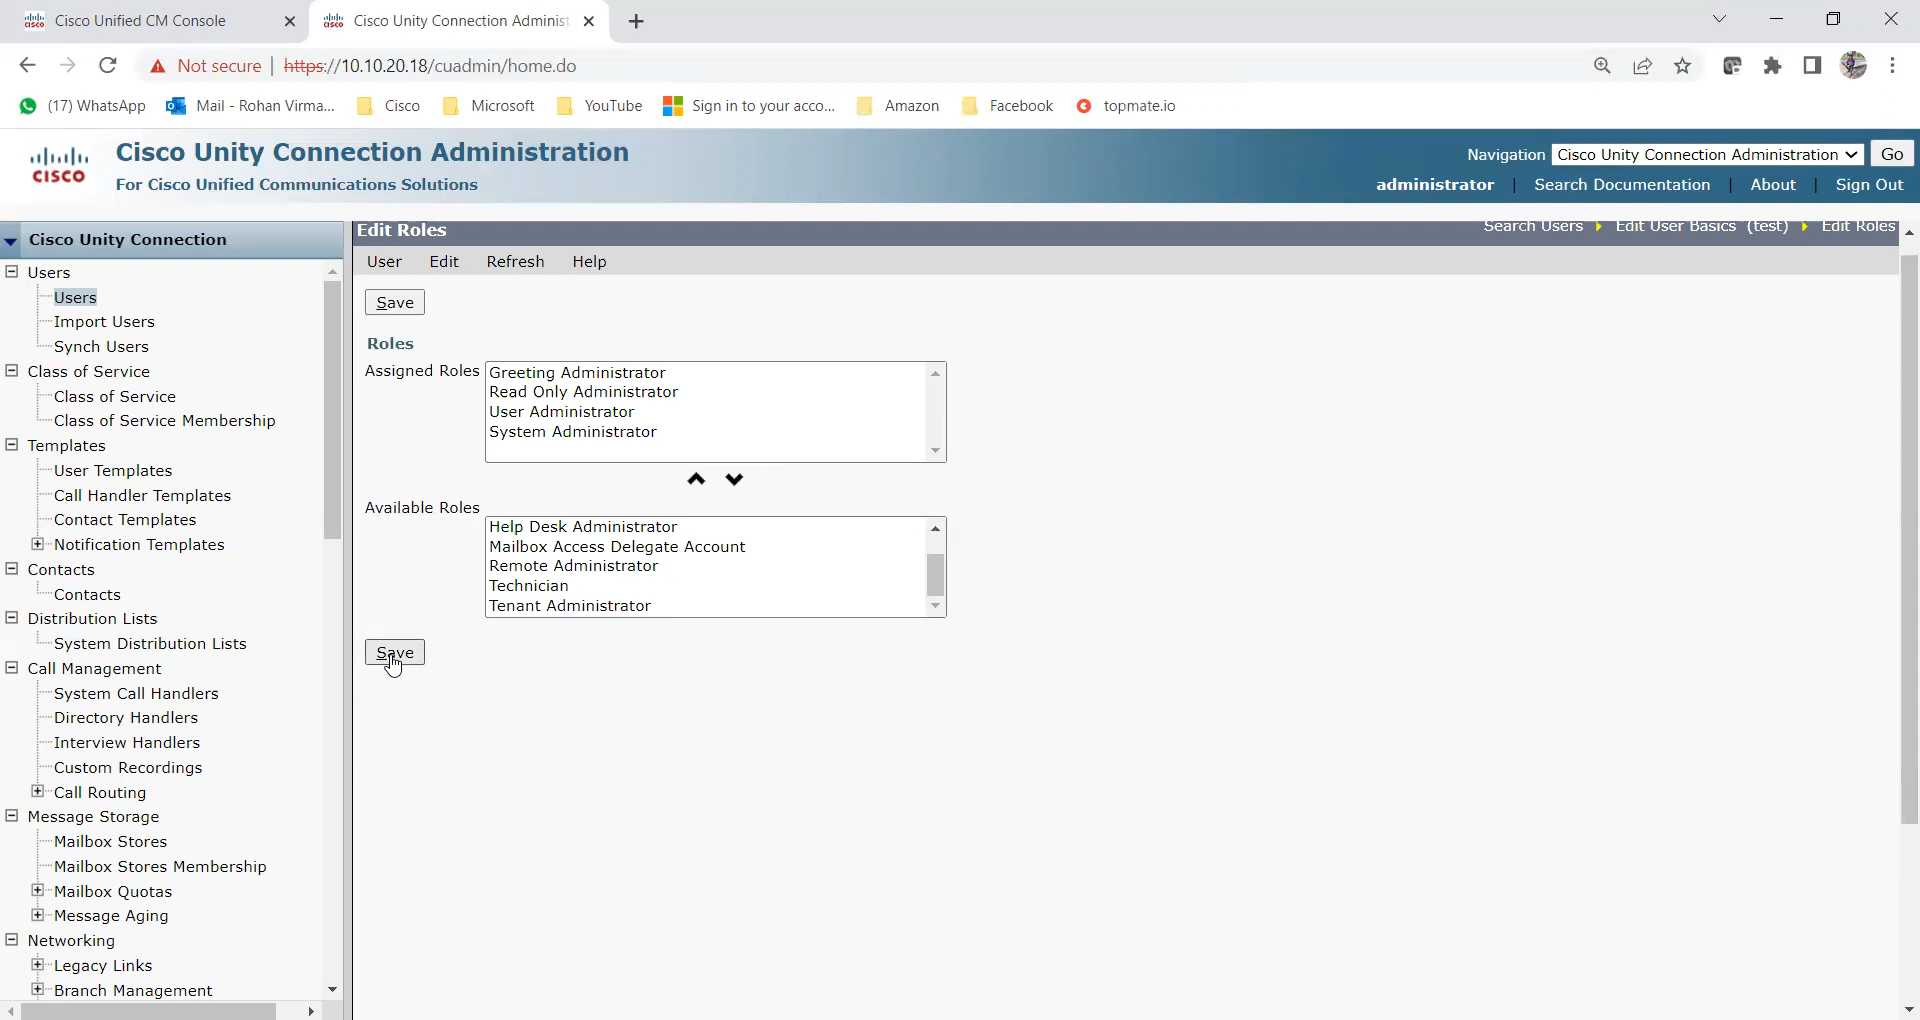 Cisco Unified CM Console
Cisco Unity Connection Administ
Not secure | https://10.10.20.18/cuadmin/home.do
(17) WhatsApp Mail - Rohan Virma... Cisco Microsoft YouTube Sign in to your acco... Amazon Facebook topmate.io
CISCO
Cisco Unity Connection Administration
For Cisco Unified Communications Solutions
Navigation Cisco Unity Connection Administration Go
administrator | Search Documentation | About | Sign Out
Cisco Unity Connection
Users
Users
Import Users
Synch Users
Class of Service
Class of Service
Class of Service Membership
Templates
User Templates
Call Handler Templates
Contact Templates
Notification Templates
Contacts
Contacts
Distribution Lists
System Distribution Lists
Call Management
System Call Handlers
Directory Handlers
Interview Handlers
Custom Recordings
Call Routing
Message Storage
Mailbox Stores
Mailbox Stores Membership
Mailbox Quotas
Message Aging
Networking
Legacy Links
Branch Management
Edit Roles
Search Users Edit User Basics (test) Edit Roles
User Edit Refresh Help
Save
Roles
Assigned Roles
Greeting Administrator
Read Only Administrator
User Administrator
System Administrator
Available Roles
Help Desk Administrator
Mailbox Access Delegate Account
Remote Administrator
Technician
Tenant Administrator
Save